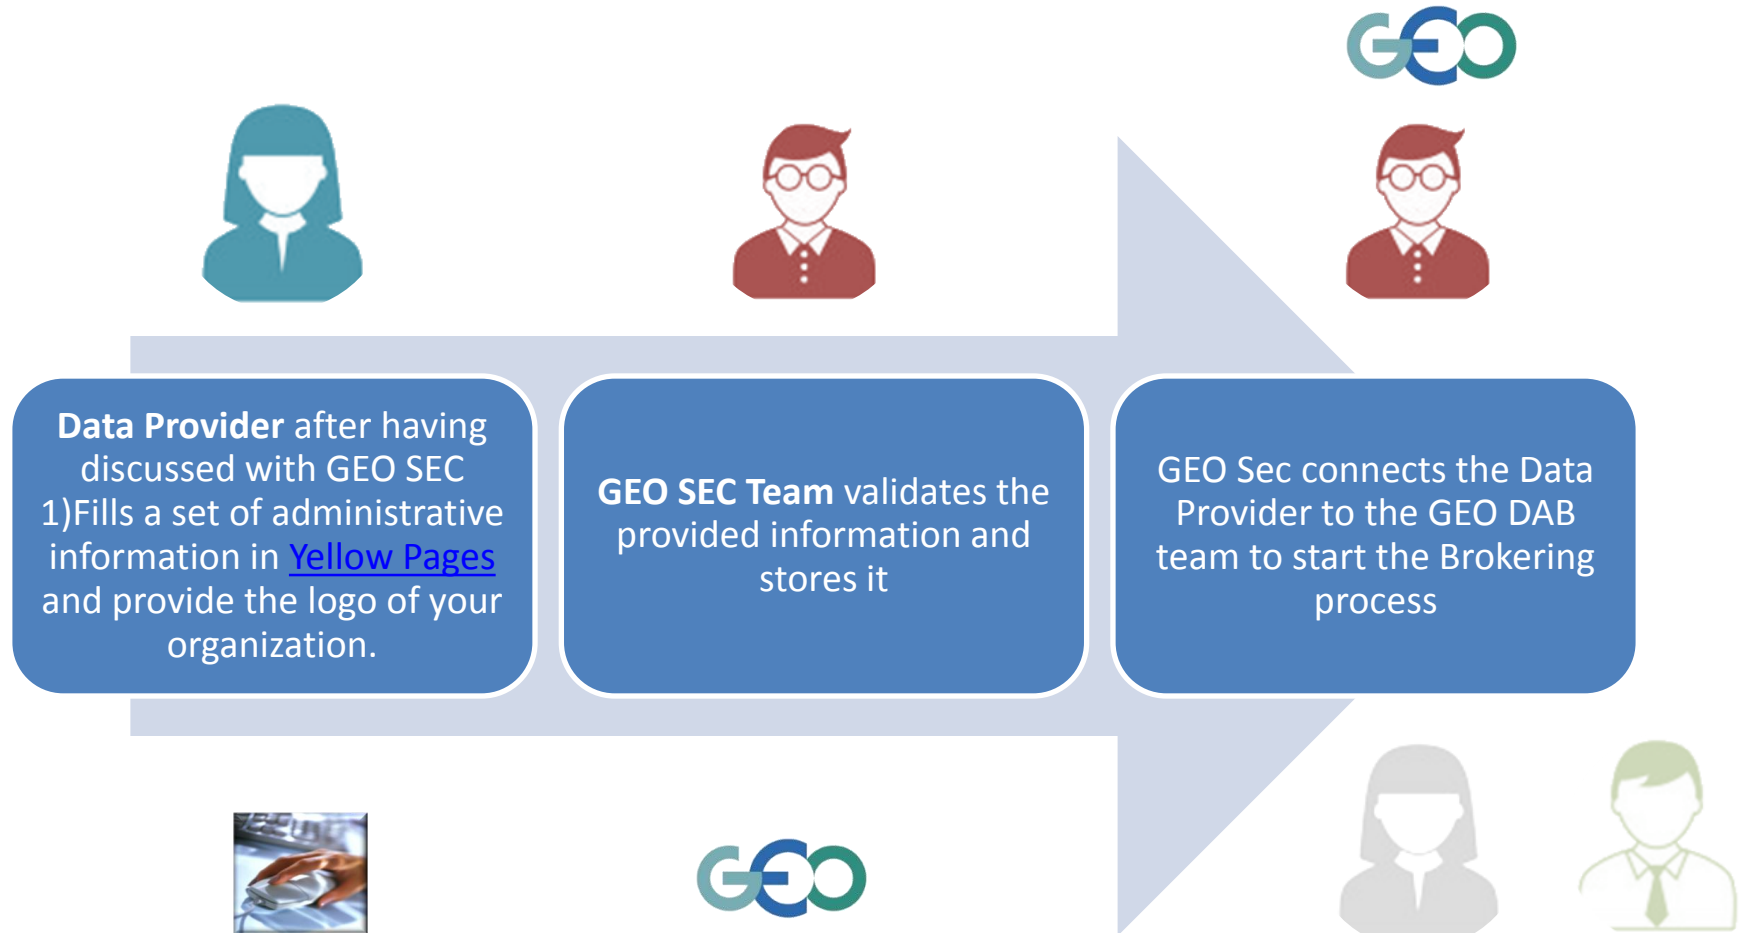 GEO
Data Provider after having
discussed with GEO SEC
1)Fills a set of administrative
information in Yellow Pages
and provide the logo of your
organization.
GEO SEC Team validates the
provided information and
stores it
GEO Sec connects the Data
Provider to the GEO DAB
team to start the Brokering
process
GEO